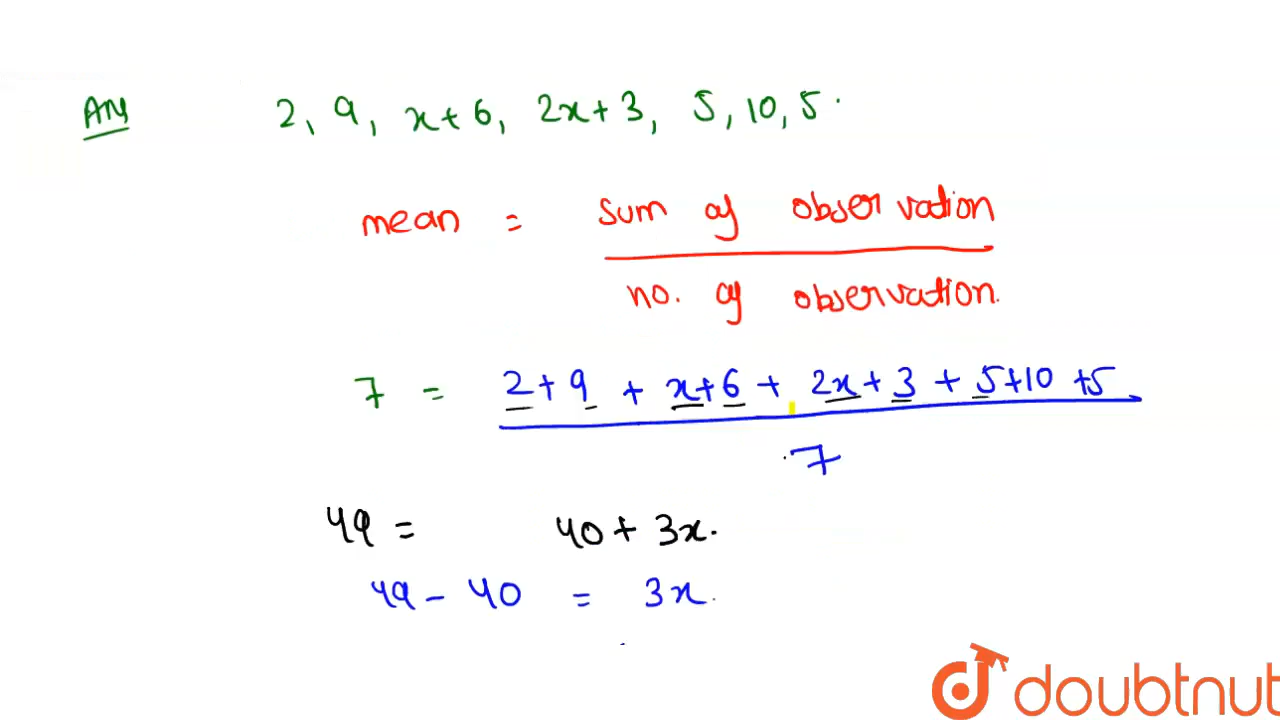 Ans 2, 9, x+6, 2x+3, 5, 10, 5.
mean = sum of observation
no. of observation.
7 = 2+9 + x+6 + 2x+3 + 5+10 +5
7
49 = 40 + 3x.
49 - 40 = 3x.
doubtnut